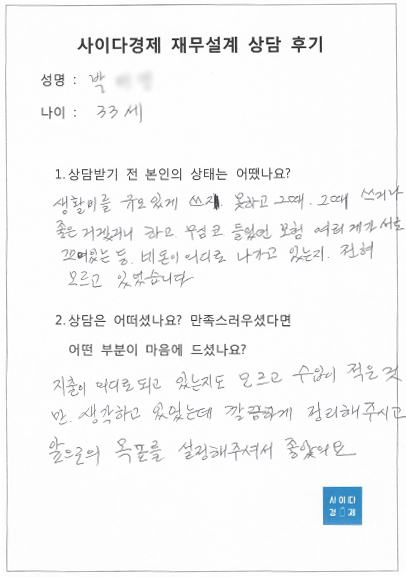 사이다경제 재무설계 상담 후기
성명 : 박
나이 : 33세
1.상담받기 전 본인의 상태는 어땠나요?
생활비를 규모있게 쓰지 못하고 그때. 그때 쓰거나
좋은 거겠거니 하고. 무심코 들었던 보험 여러개가 서로
껴있는 등. 내돈이 어디로 나가고 있는지. 전혀
모르고 있었습니다
2.상담은 어떠셨나요? 만족스러우셨다면
어떤 부분이 마음에 드셨나요?
지출이 어디로 되고 있는지도 모르고 수입이 적은 것
만. 생각하고 있었는데 깔끔하게 정리해주시고
앞으로의 목표를 설정해주셔서 좋았어요
사이다
경제